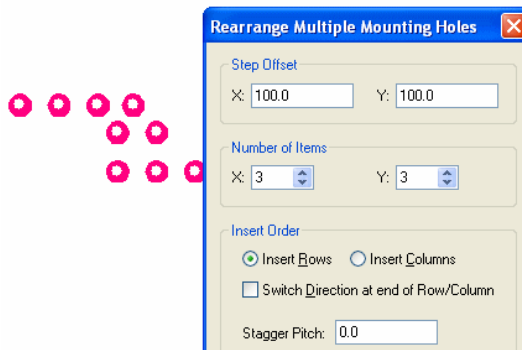 Rearrange Multiple Mounting Holes
Step Offset
X: 100.0 Y: 100.0
Number of Items
X: 3 Y: 3
Insert Order
Insert Rows Insert Columns
Switch Direction at end of Row/Column
Stagger Pitch: 0.0